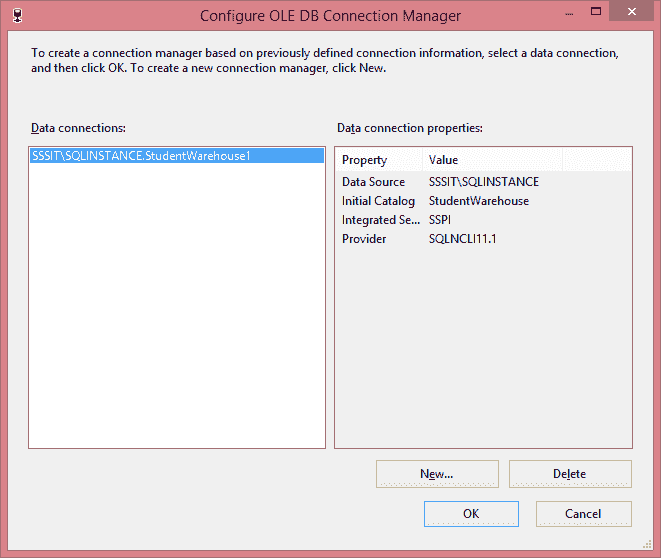 Configure OLE DB Connection Manager
To create a connection manager based on previously defined connection information, select a data connection,
and then click OK. To create a new connection manager, click New.
Data connections:
SSSIT\SQLINSTANCE.StudentWarehouse1
Data connection properties:
Property Value
Data Source SSSIT\SQLINSTANCE
Initial Catalog StudentWarehouse
Integrated Se... SSPI
Provider SQLNCLI11.1
New... Delete
OK Cancel